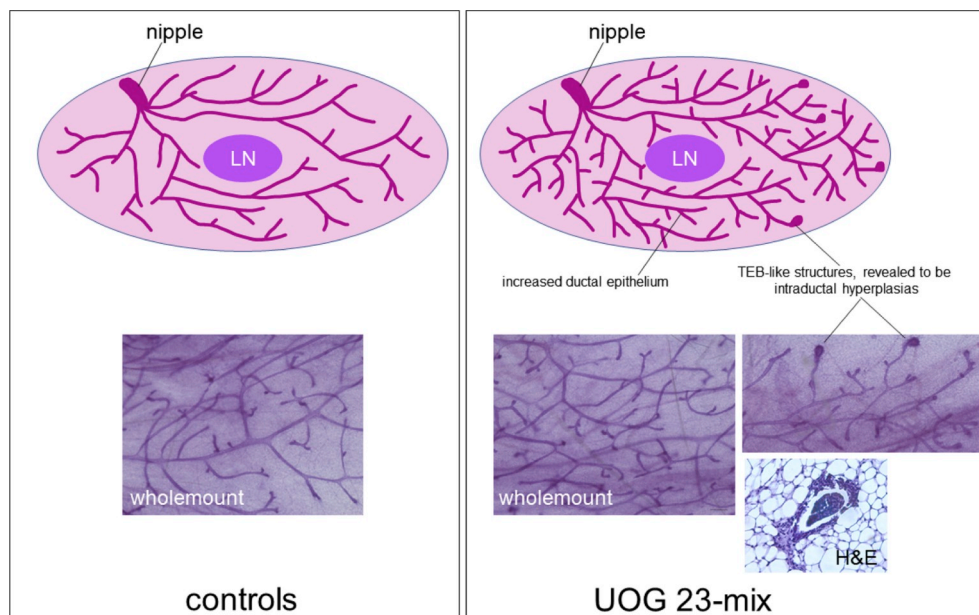 nipple
LN
wholemount
controls
nipple
LN
increased ductal epithelium
TEB-like structures, revealed to be
intraductal hyperplasias
wholemount
H&E
UOG 23-mix